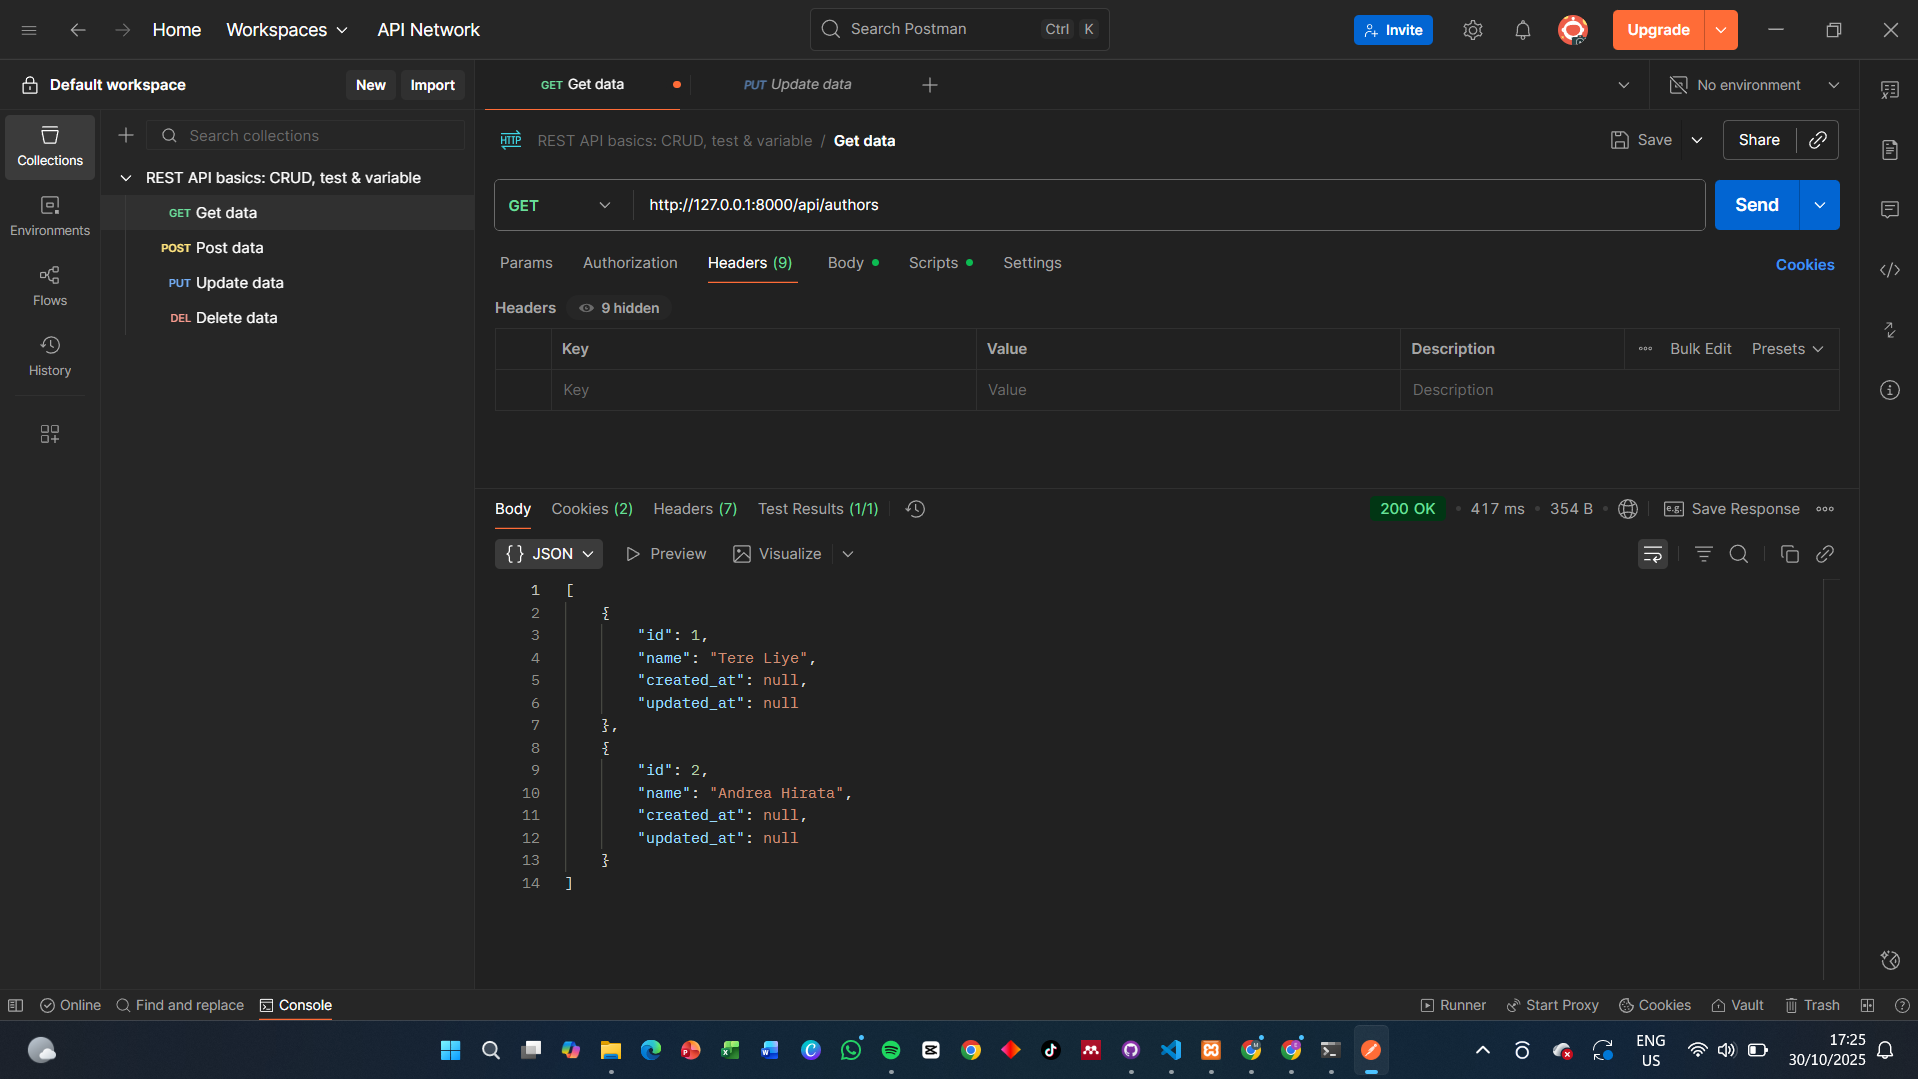 Home Workspaces API Network Search Postman Ctrl K Invite Upgrade
Default workspace New Import GET Get data PUT Update data No environment
Collections
Search collections
REST API basics: CRUD, test & variable
GET Get data
POST Post data
PUT Update data
DEL Delete data
Environments
Flows
History
HTTP REST API basics: CRUD, test & variable / Get data Save Share
GET http://127.0.0.1:8000/api/authors Send
Params Authorization Headers (9) Body Scripts Settings Cookies
Headers 9 hidden
Key Value Description Bulk Edit Presets
Key Value Description
Body Cookies (2) Headers (7) Test Results (1/1) 200 OK 417 ms 354 B e.g. Save Response
{} JSON Preview Visualize
1 [
2 {
3 "id": 1,
4 "name": "Tere Liye",
5 "created_at": null,
6 "updated_at": null
7 },
8 {
9 "id": 2,
10 "name": "Andrea Hirata",
11 "created_at": null,
12 "updated_at": null
13 }
14 ]
Online Find and replace Console Runner Start Proxy Cookies Vault Trash
ENG
US
17:25
30/10/2025